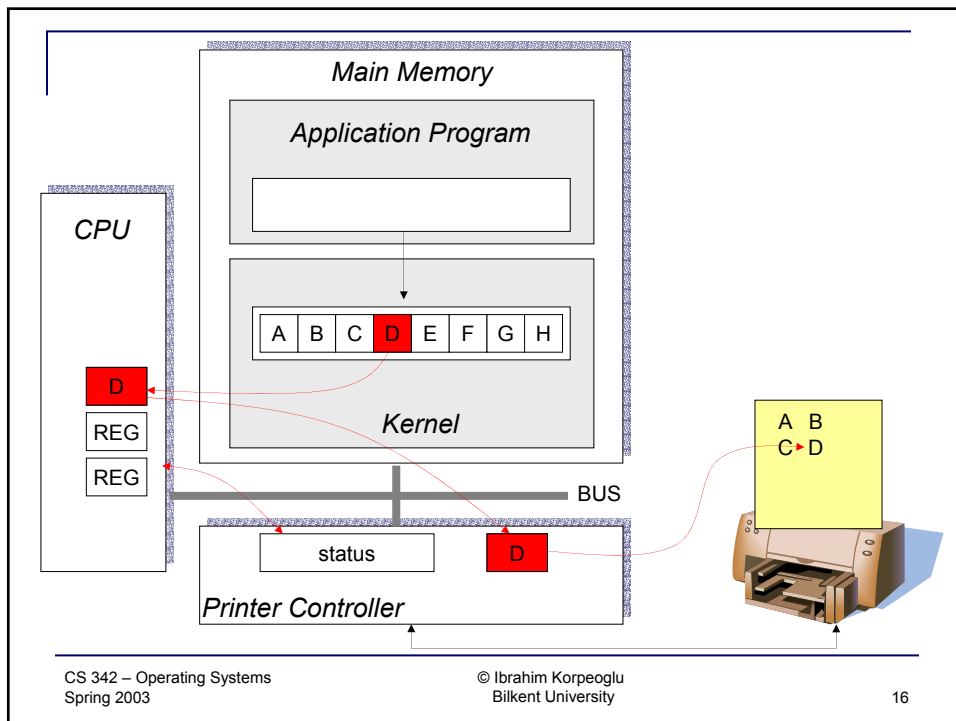 Main Memory
Application Program
CPU
A B C D E F G H
D
Kernel
REG
REG
A B
C D
BUS
status
D
Printer Controller
CS 342 – Operating Systems
Spring 2003
© Ibrahim Korpeoglu
Bilkent University
16